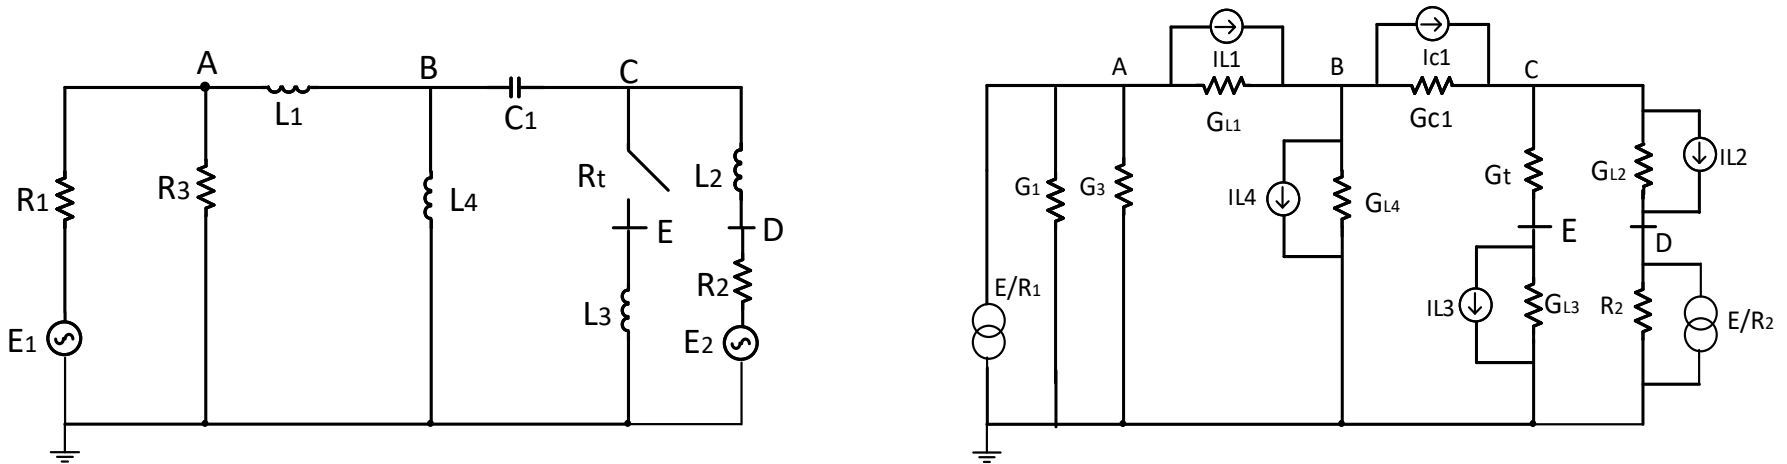 A
B
C
L1
C1
R1
R3
L4
Rt
L2
E
D
R2
L3
E1
E2
IL1
Ic1
A
B
C
GL1
Gc1
G1
G3
IL4
GL4
Gt
GL2
IL2
E
D
E/R1
IL3
GL3
R2
E/R2